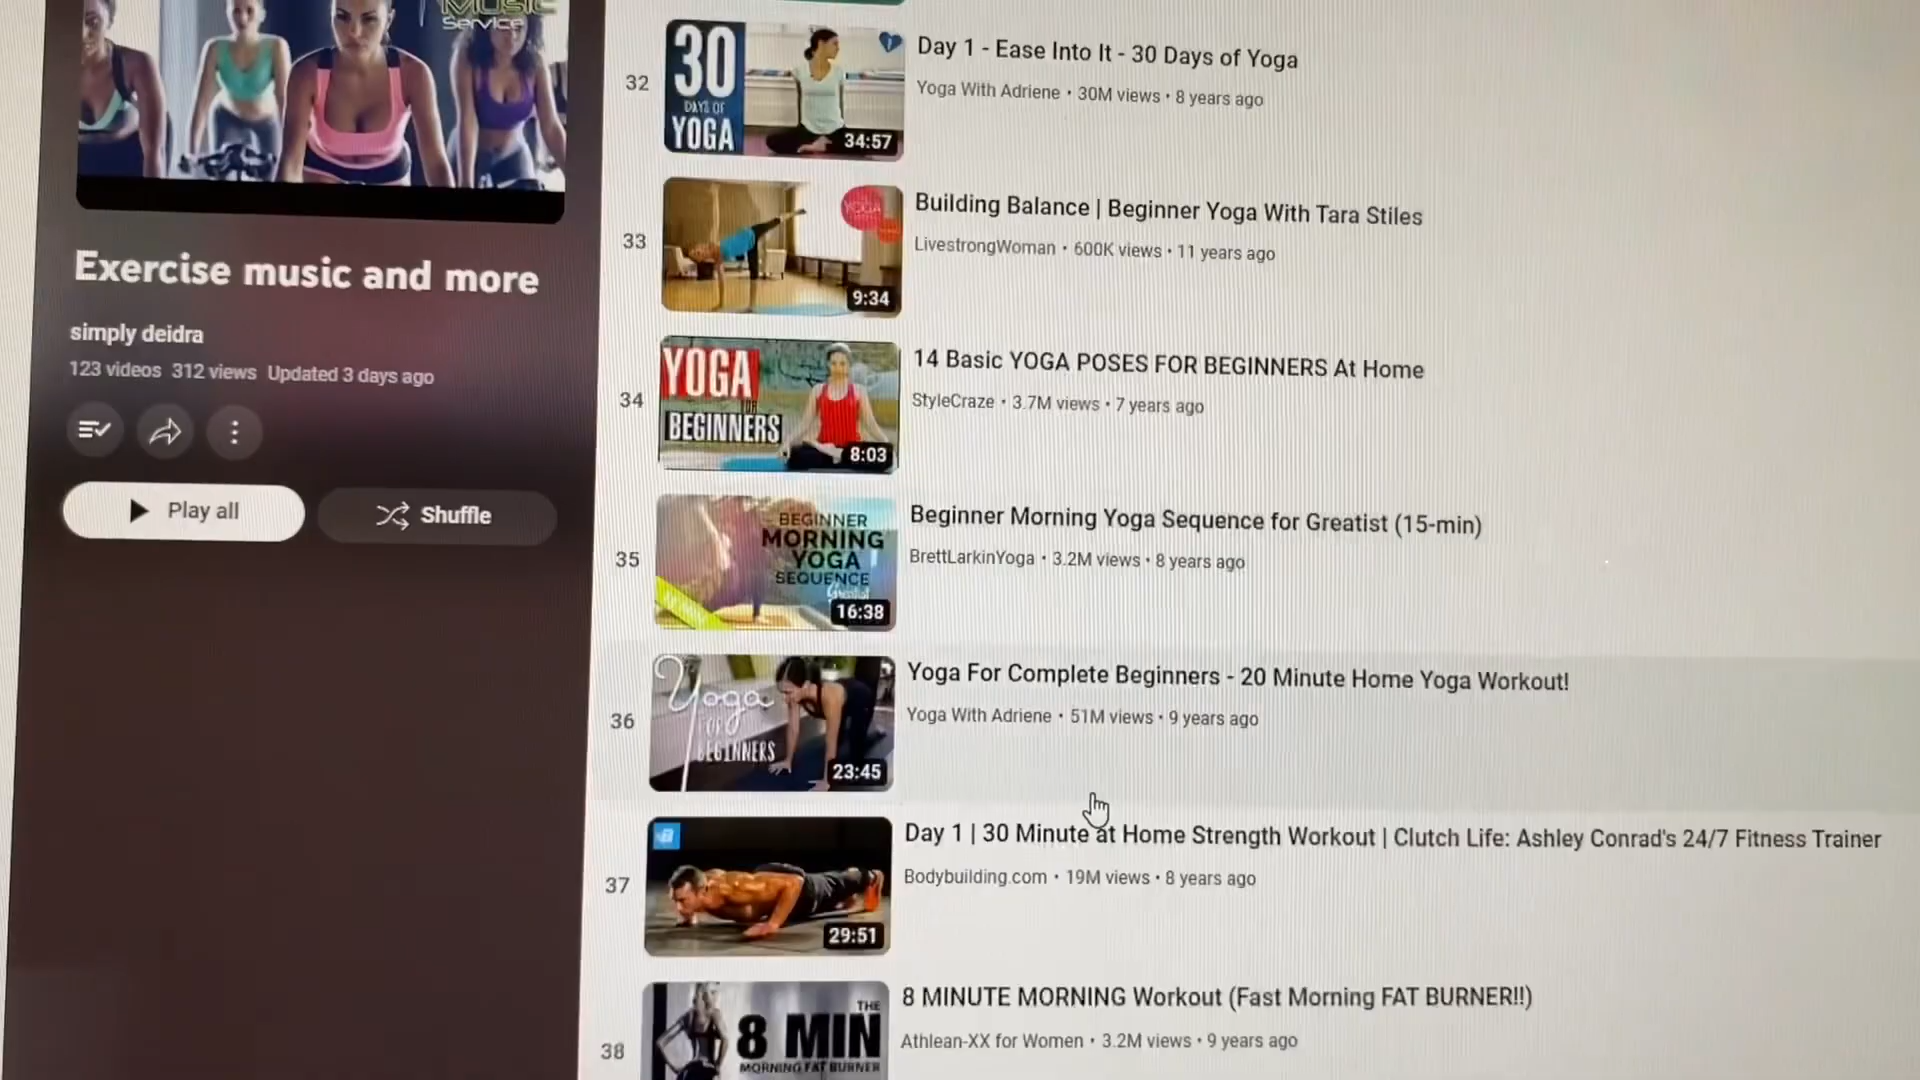 MUSIC
Service
Exercise music and more
simply deidra
123 videos 312 views Updated 3 days ago
Play all
Shuffle
32
30
DAYS OF
YOGA
34:57
Day 1 - Ease Into It - 30 Days of Yoga
Yoga With Adriene • 30M views • 8 years ago
33
YOGA
9:34
Building Balance | Beginner Yoga With Tara Stiles
LivestrongWoman • 600K views • 11 years ago
34
YOGA
FOR
BEGINNERS
8:03
14 Basic YOGA POSES FOR BEGINNERS At Home
StyleCraze • 3.7M views • 7 years ago
35
BEGINNER
MORNING
YOGA
SEQUENCE
Greatist
16:38
Beginner Morning Yoga Sequence for Greatist (15-min)
BrettLarkinYoga • 3.2M views • 8 years ago
36
Yoga
FOR
BEGINNERS
23:45
Yoga For Complete Beginners - 20 Minute Home Yoga Workout!
Yoga With Adriene • 51M views • 9 years ago
37
29:51
Day 1 | 30 Minute at Home Strength Workout | Clutch Life: Ashley Conrad's 24/7 Fitness Trainer
Bodybuilding.com • 19M views • 8 years ago
38
THE
8 MIN
MORNING FAT BURNER
8 MINUTE MORNING Workout (Fast Morning FAT BURNER!!)
Athlean-XX for Women • 3.2M views • 9 years ago